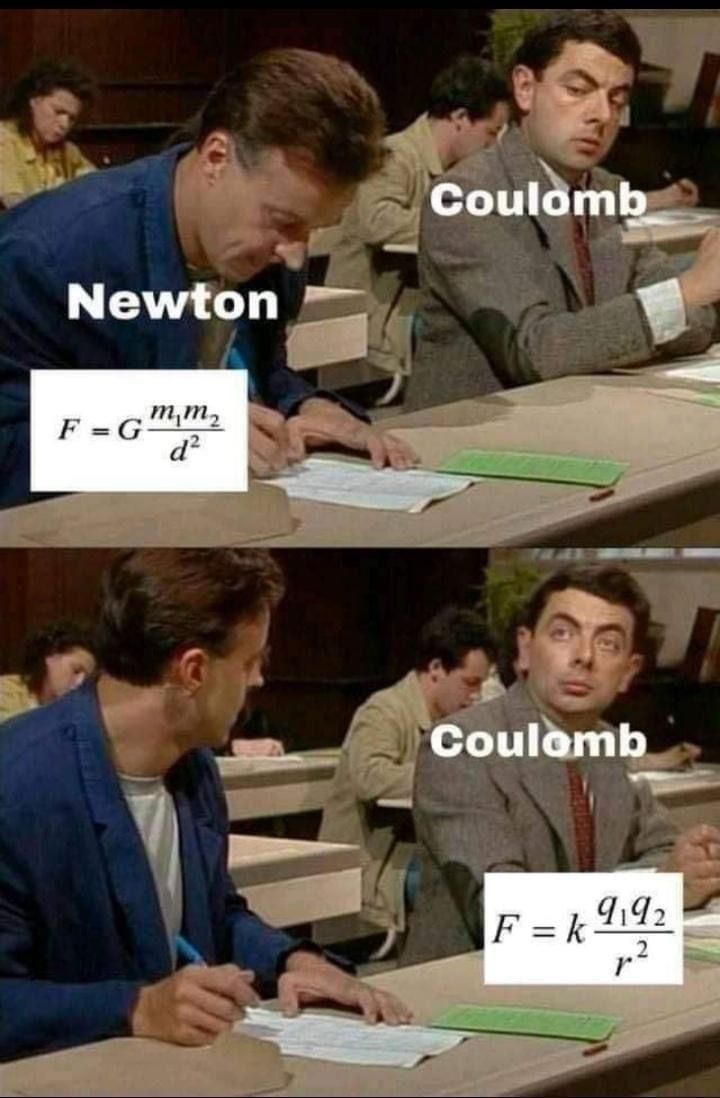 Coulomb
Newton
F = G m₁m₂ / d²
Coulomb
F = k q₁q₂ / r²